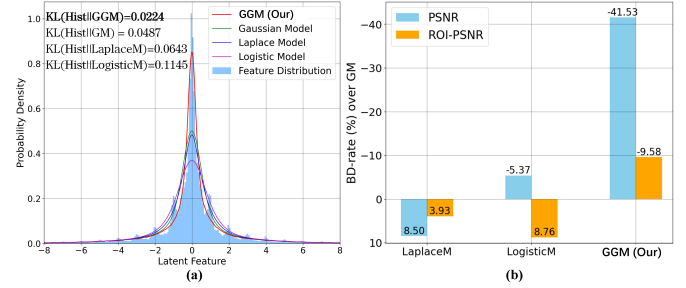 KL(Hist||GGM)=0.0224
KL(Hist||GM) = 0.0487
KL(Hist||LaplaceM)=0.0643
KL(Hist||LogisticM)=0.1145
GGM (Our)
Gaussian Model
Laplace Model
Logistic Model
Feature Distribution
Probability Density
1.0
0.8
0.6
0.4
0.2
0.0
−8 −6 −4 −2 0 2 4 6 8
Latent Feature
(a)
PSNR
ROI-PSNR
BD-rate (%) over GM
−40
−30
−20
−10
0
10
8.50
3.93
-5.37
8.76
-41.53
-9.58
LaplaceM LogisticM GGM (Our)
(b)